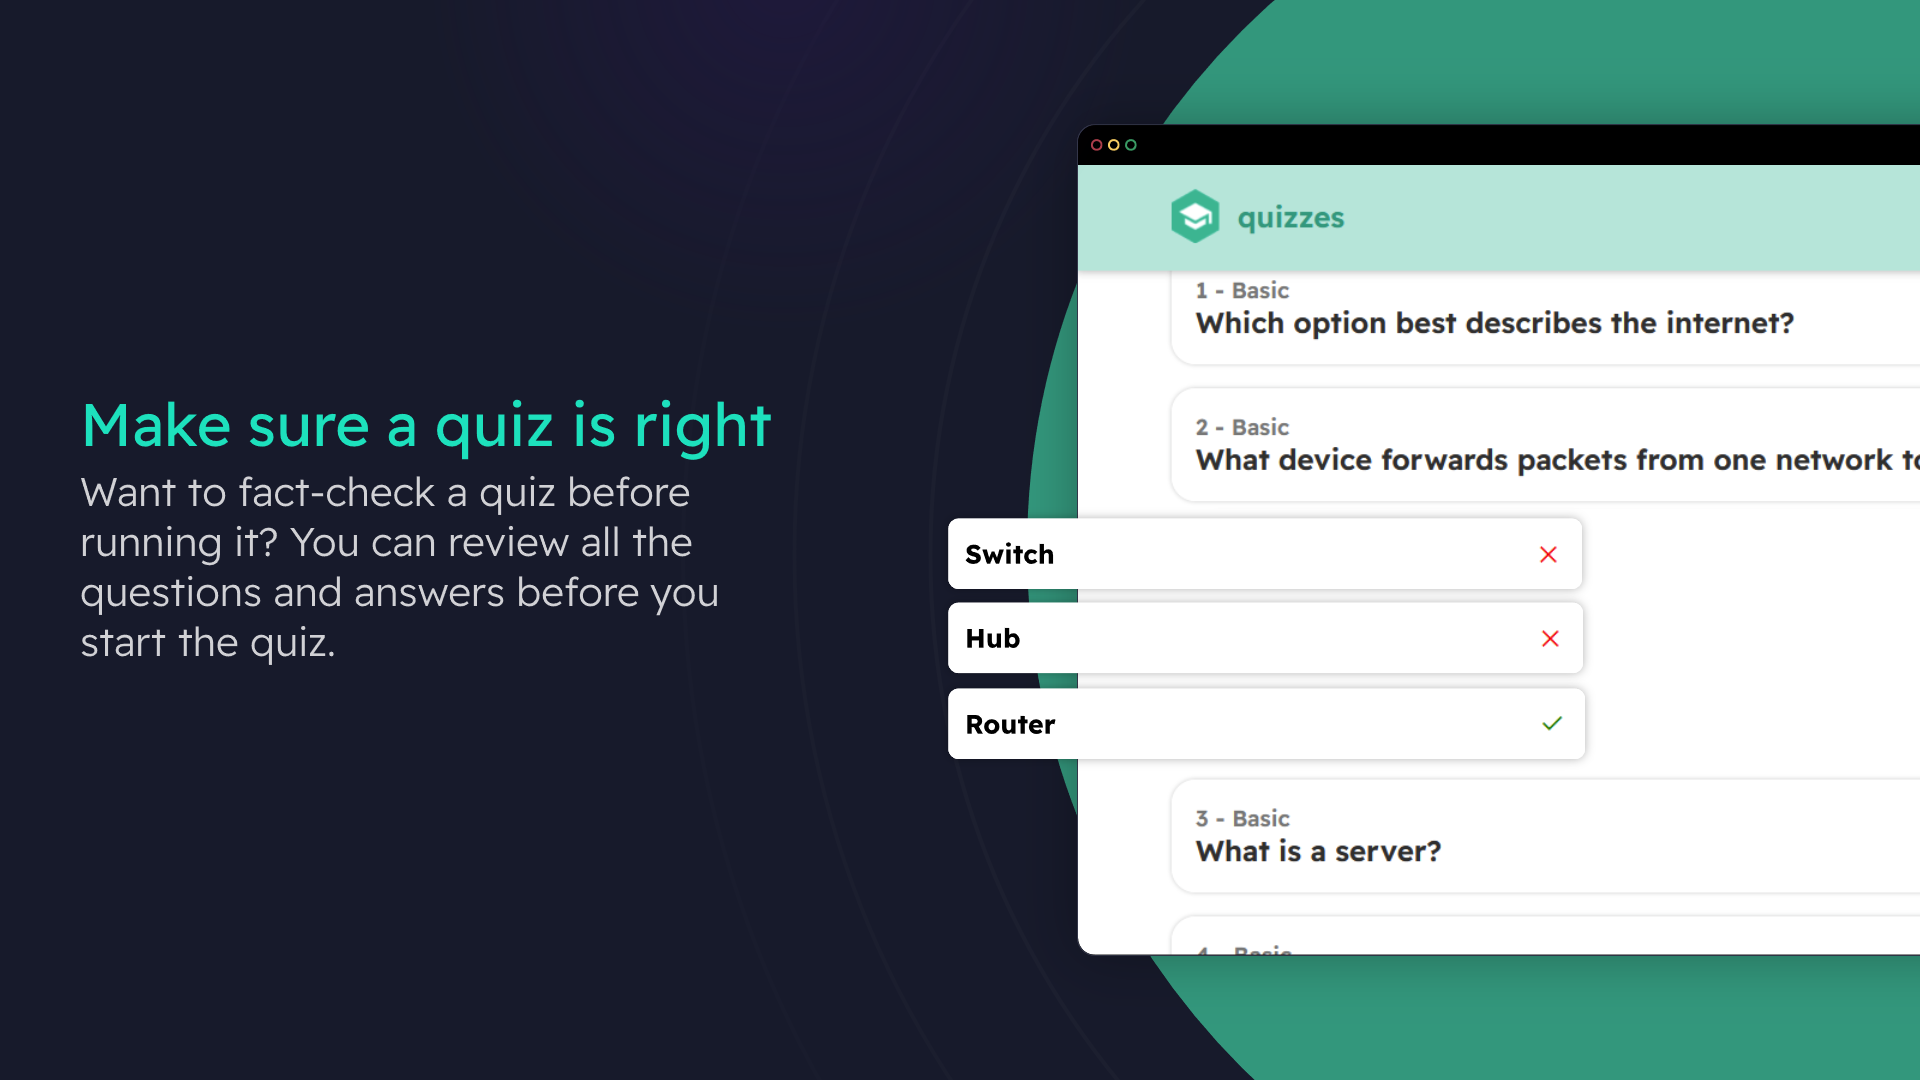 Make sure a quiz is right
Want to fact-check a quiz before
running it? You can review all the
questions and answers before you
start the quiz.
quizzes
1 - Basic
Which option best describes the internet?
2 - Basic
What device forwards packets from one network
Switch
Hub
Router
3 - Basic
What is a server?
4 - Basic